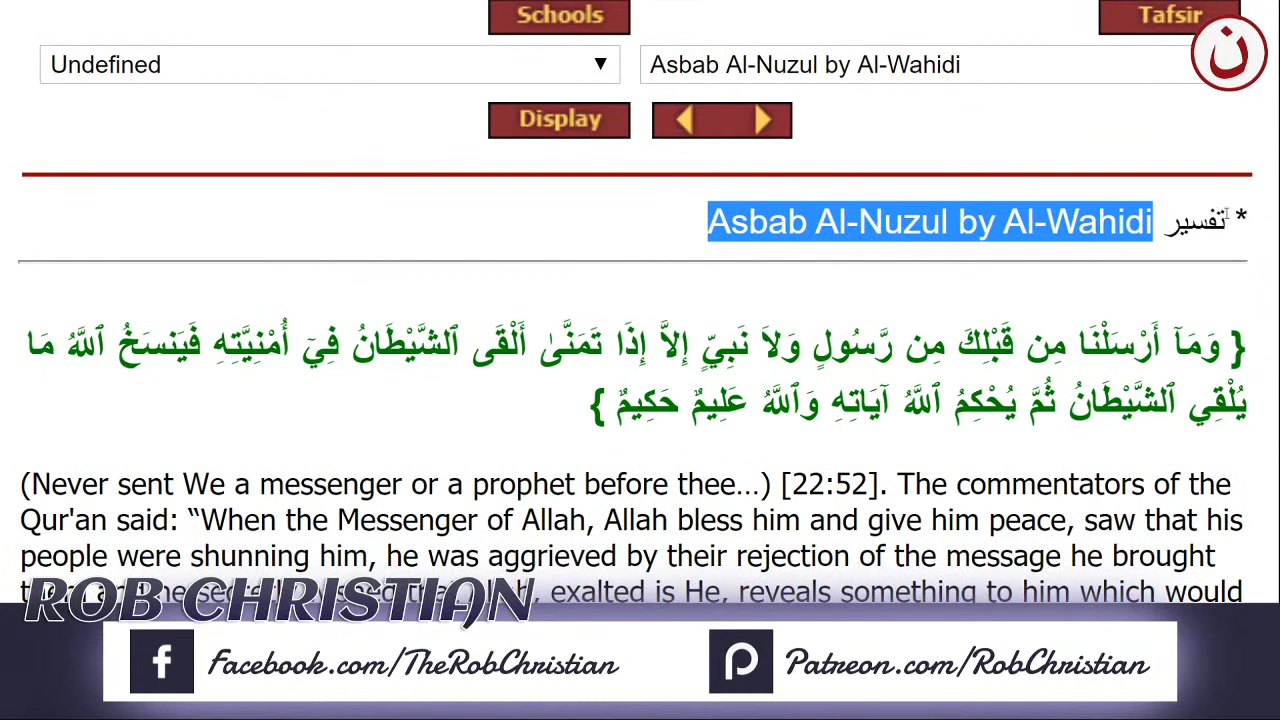 Schools
Tafsir
Undefined
Asbab Al-Nuzul by Al-Wahidi
ن
Display
* تفسير Asbab Al-Nuzul by Al-Wahidi
{ وَمَآ أَرْسَلْنَا مِن قَبْلِكَ مِن رَّسُولٍ وَلاَ نَبِيٍّ إِلاَّ إِذَا تَمَنَّىٰ أَلْقَى ٱلشَّيْطَانُ فِيۤ أُمْنِيَّتِهِ فَيَنسَخُ ٱللَّهُ مَا
يُلْقِي ٱلشَّيْطَانُ ثُمَّ يُحْكِمُ ٱللَّهُ آيَاتِهِ وَٱللَّهُ عَلِيمٌ حَكِيمٌ }
(Never sent We a messenger or a prophet before thee…) [22:52]. The commentators of the
Qur'an said: “When the Messenger of Allah, Allah bless him and give him peace, saw that his
people were shunning him, he was aggrieved by their rejection of the message he brought
exalted is He, reveals something to him which would
ROB CHRISTIAN
Facebook.com/TheRobChristian
Patreon.com/RobChristian